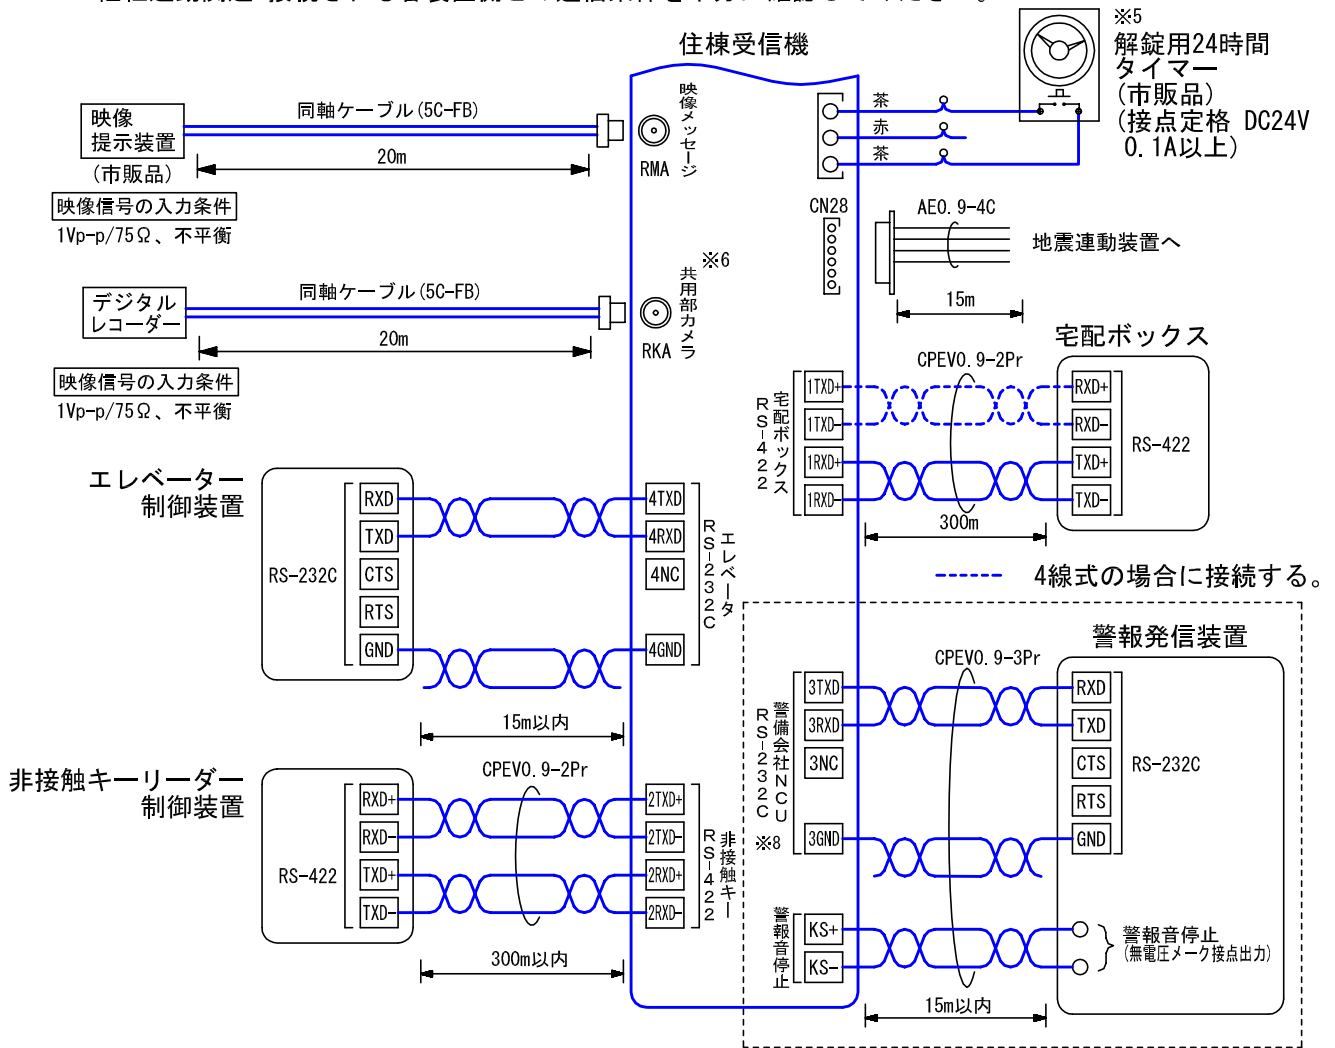 住棟受信機
※5
解錠用24時間
タイマー
(市販品)
(接点定格 DC24V
0.1A以上)
茶
赤
茶
映像
提示装置
(市販品)
同軸ケーブル(5C-FB)
20m
映像メッセージ
RMA
映像信号の入力条件
1Vp-p/75Ω、不平衡
CN28
AE0.9-4C
地震連動装置へ
15m
デジタル
レコーダー
同軸ケーブル(5C-FB)
20m
※6
共用部カメラ
RKA
映像信号の入力条件
1Vp-p/75Ω、不平衡
宅配ボックス
CPEV0.9-2Pr
宅配ボックス
RS-422
1TXD+
1TXD-
1RXD+
1RXD-
RXD+
RXD-
TXD+
TXD-
RS-422
300m
4線式の場合に接続する。
エレベーター
制御装置
RS-232C
RXD
TXD
CTS
RTS
GND
4TXD
4RXD
4NC
4GND
エレベータ
RS-232C
15m以内
警報発信装置
CPEV0.9-3Pr
警備会社NCU
RS-232C
※8
3TXD
3RXD
3NC
3GND
RXD
TXD
CTS
RTS
GND
RS-232C
非接触キーリーダー
制御装置
CPEV0.9-2Pr
RS-422
RXD+
RXD-
TXD+
TXD-
2TXD+
2TXD-
2RXD+
2RXD-
非接触キー
RS-422
300m以内
警報音停止
KS+
KS-
警報音停止
(無電圧メーク接点出力)
15m以内